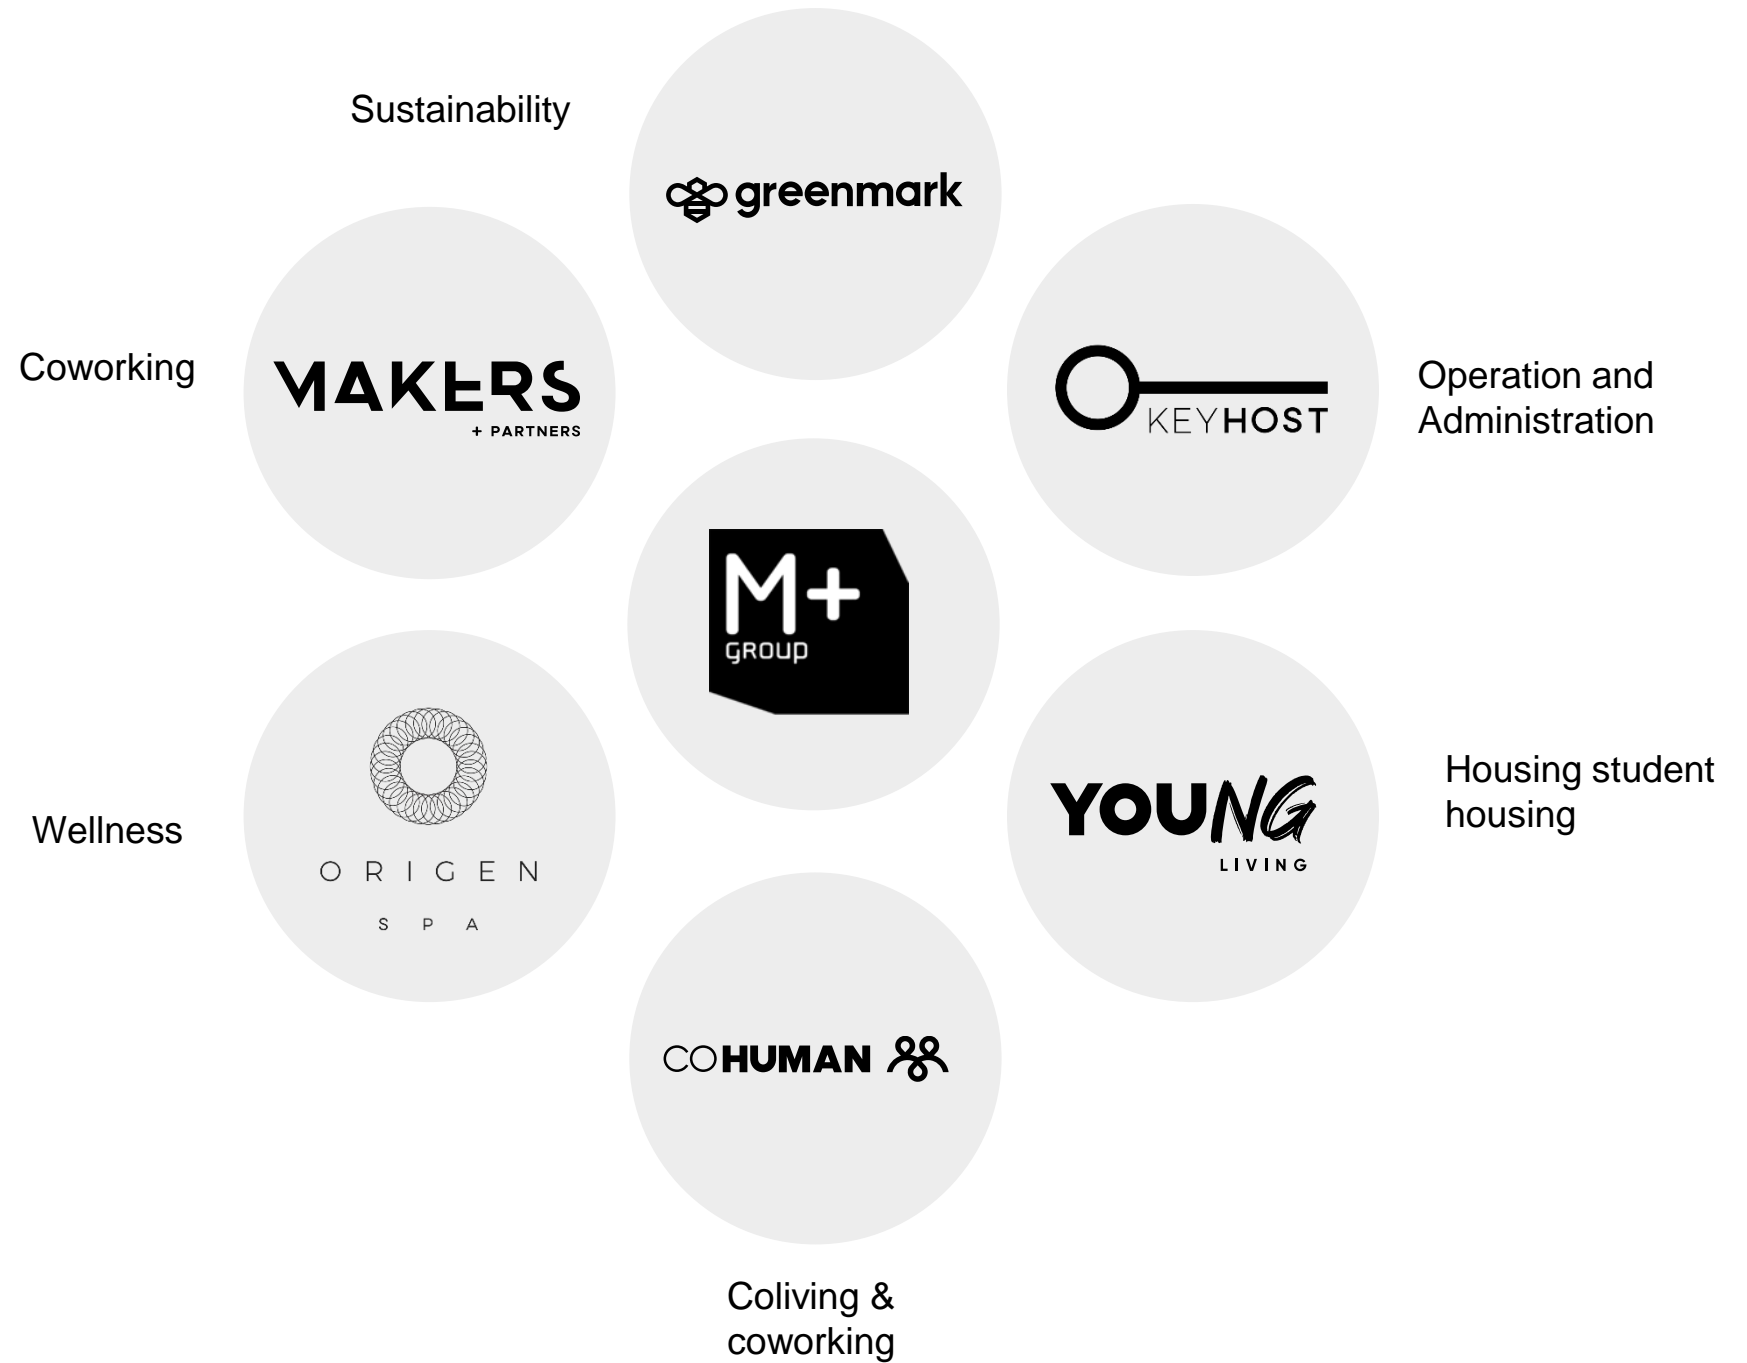 Sustainability
greenmark
Coworking
MAKERS
+ PARTNERS
KEYHOST
Operation and
Administration
M+
GROUP
Wellness
ORIGEN
SPA
YOUNG
LIVING
Housing student
housing
COHUMAN
Coliving &
coworking